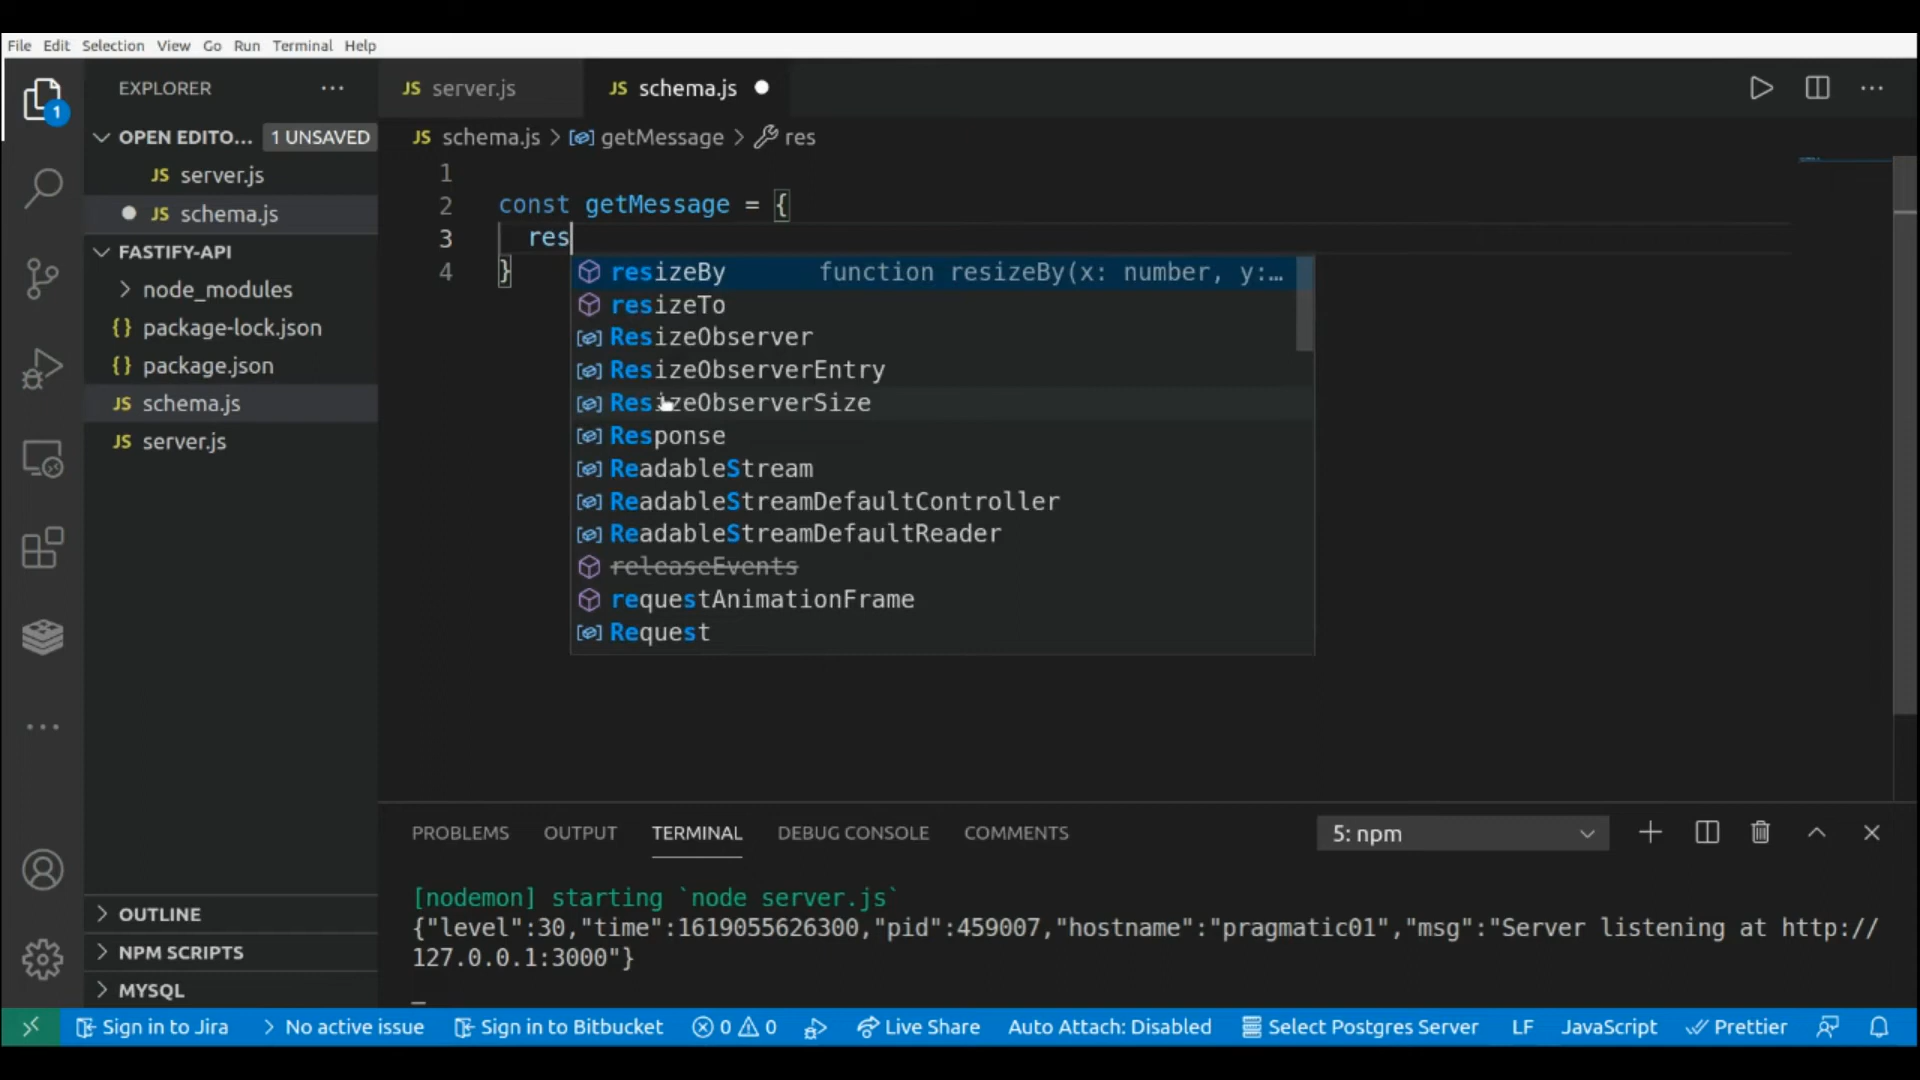 File Edit Selection View Go Run Terminal Help
EXPLORER
JS server.js
JS schema.js
OPEN EDITO... 1 UNSAVED
JS server.js
JS schema.js
FASTIFY-API
node_modules
{} package-lock.json
{} package.json
JS schema.js
JS server.js
OUTLINE
NPM SCRIPTS
MYSQL
JS schema.js > getMessage > res
1
2 const getMessage = {
3 res
4 }
resizeBy function resizeBy(x: number, y:…
resizeTo
ResizeObserver
ResizeObserverEntry
ResizeObserverSize
Response
ReadableStream
ReadableStreamDefaultController
ReadableStreamDefaultReader
releaseEvents
requestAnimationFrame
Request
PROBLEMS OUTPUT TERMINAL DEBUG CONSOLE COMMENTS 5: npm
[nodemon] starting `node server.js`
{"level":30,"time":1619055626300,"pid":459007,"hostname":"pragmatic01","msg":"Server listening at http://
127.0.0.1:3000"}
Sign in to Jira No active issue Sign in to Bitbucket 0 0 Live Share Auto Attach: Disabled Select Postgres Server LF JavaScript Prettier